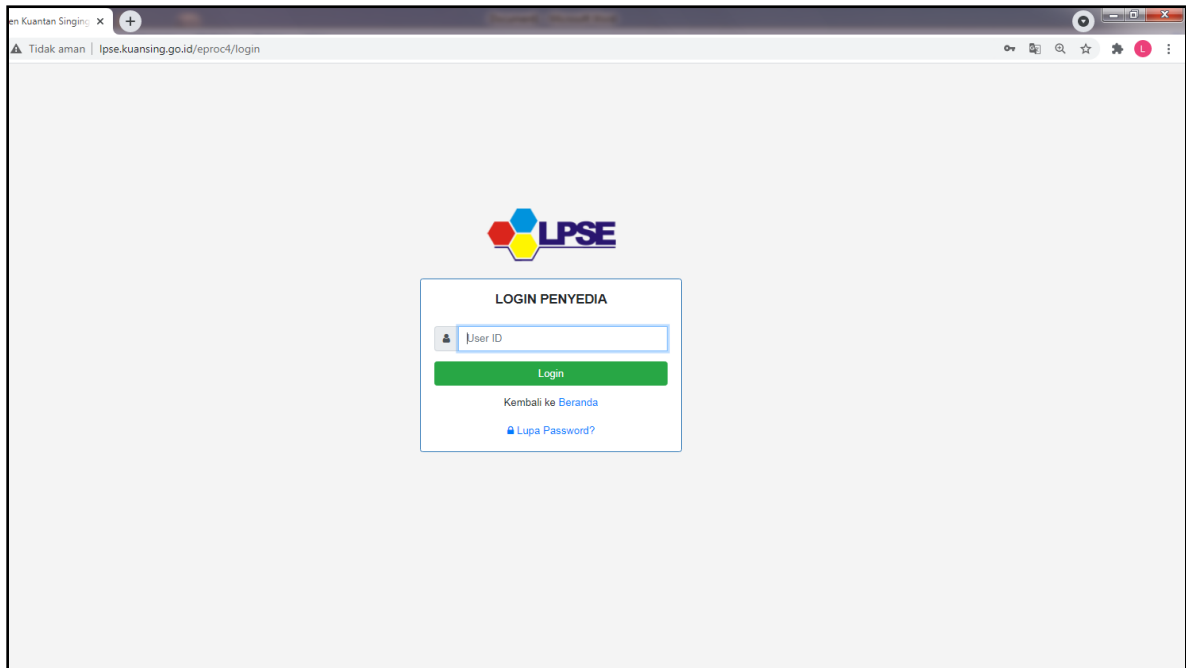 en Kuantan Singing
Tidak aman | lpse.kuansing.go.id/eproc4/login
L
LPSE
LOGIN PENYEDIA
User ID
Login
Kembali ke Beranda
Lupa Password?